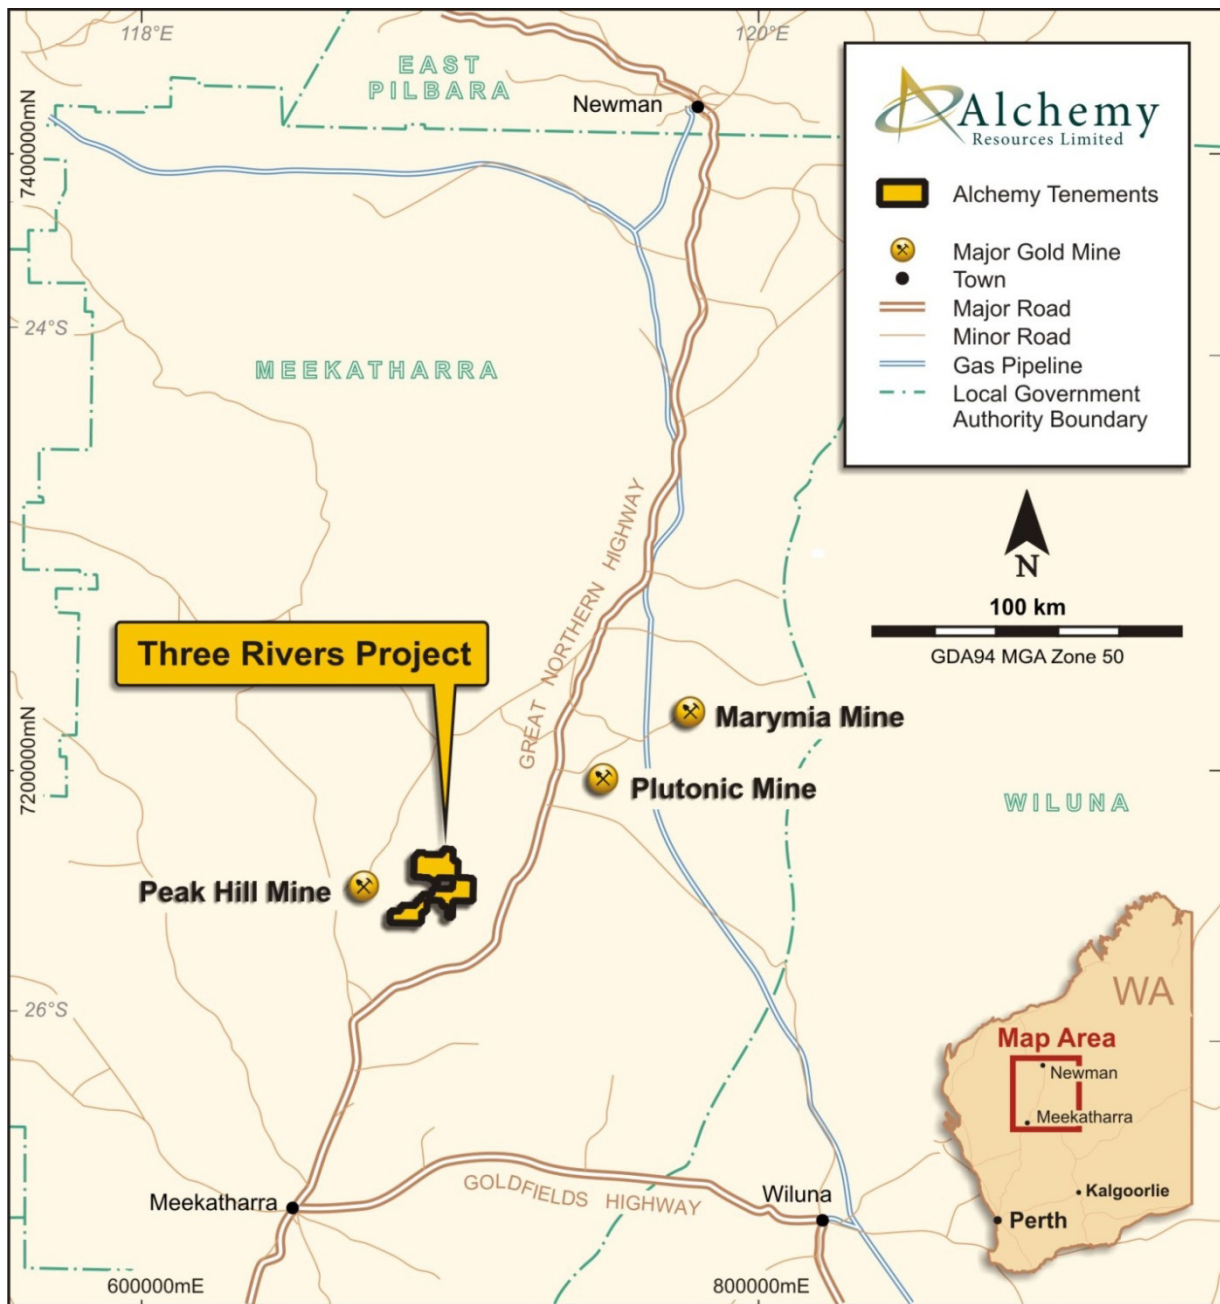 118°E
120°E
EAST
PILBARA
Newman
7400000mN
Alchemy
Resources Limited
Alchemy Tenements
Major Gold Mine
Town
Major Road
Minor Road
Gas Pipeline
Local Government
Authority Boundary
24°S
MEEKATHARRA
GREAT NORTHERN HIGHWAY
N
100 km
GDA94 MGA Zone 50
Three Rivers Project
Marymia Mine
7200000mN
Plutonic Mine
WILUNA
Peak Hill Mine
26°S
WA
Map Area
Newman
Meekatharra
Kalgoorlie
Perth
Meekatharra
GOLDFIELDS HIGHWAY
Wiluna
600000mE
800000mE